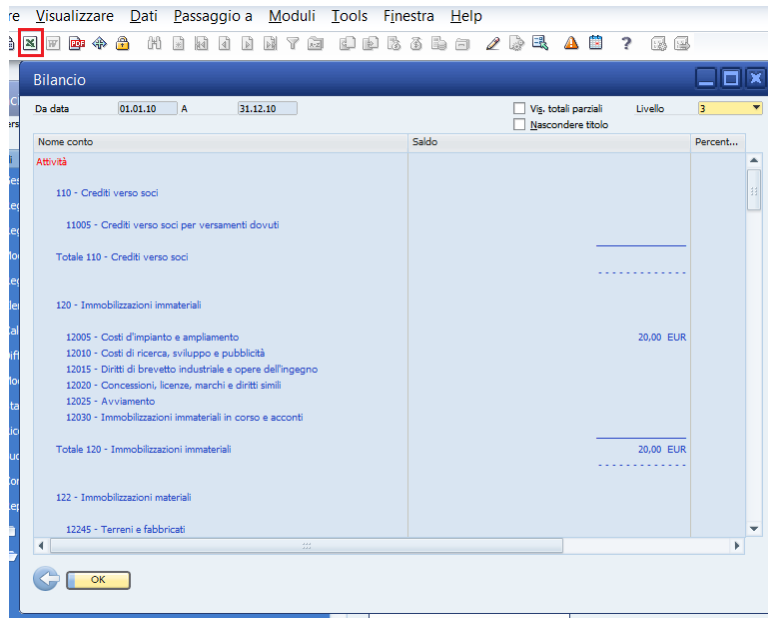 re Visualizzare Dati Passaggio a Moduli Tools Finestra Help
Bilancio
Da data 01.01.10 A 31.12.10 Vis. totali parziali Livello 3
Nascondere titolo
Nome conto Saldo Percent...
Attività
110 - Crediti verso soci
11005 - Crediti verso soci per versamenti dovuti
Totale 110 - Crediti verso soci
120 - Immobilizzazioni immateriali
12005 - Costi d'impianto e ampliamento 20,00 EUR
12010 - Costi di ricerca, sviluppo e pubblicità
12015 - Diritti di brevetto industriale e opere dell'ingegno
12020 - Concessioni, licenze, marchi e diritti simili
12025 - Avviamento
12030 - Immobilizzazioni immateriali in corso e acconti
Totale 120 - Immobilizzazioni immateriali 20,00 EUR
122 - Immobilizzazioni materiali
12245 - Terreni e fabbricati
OK